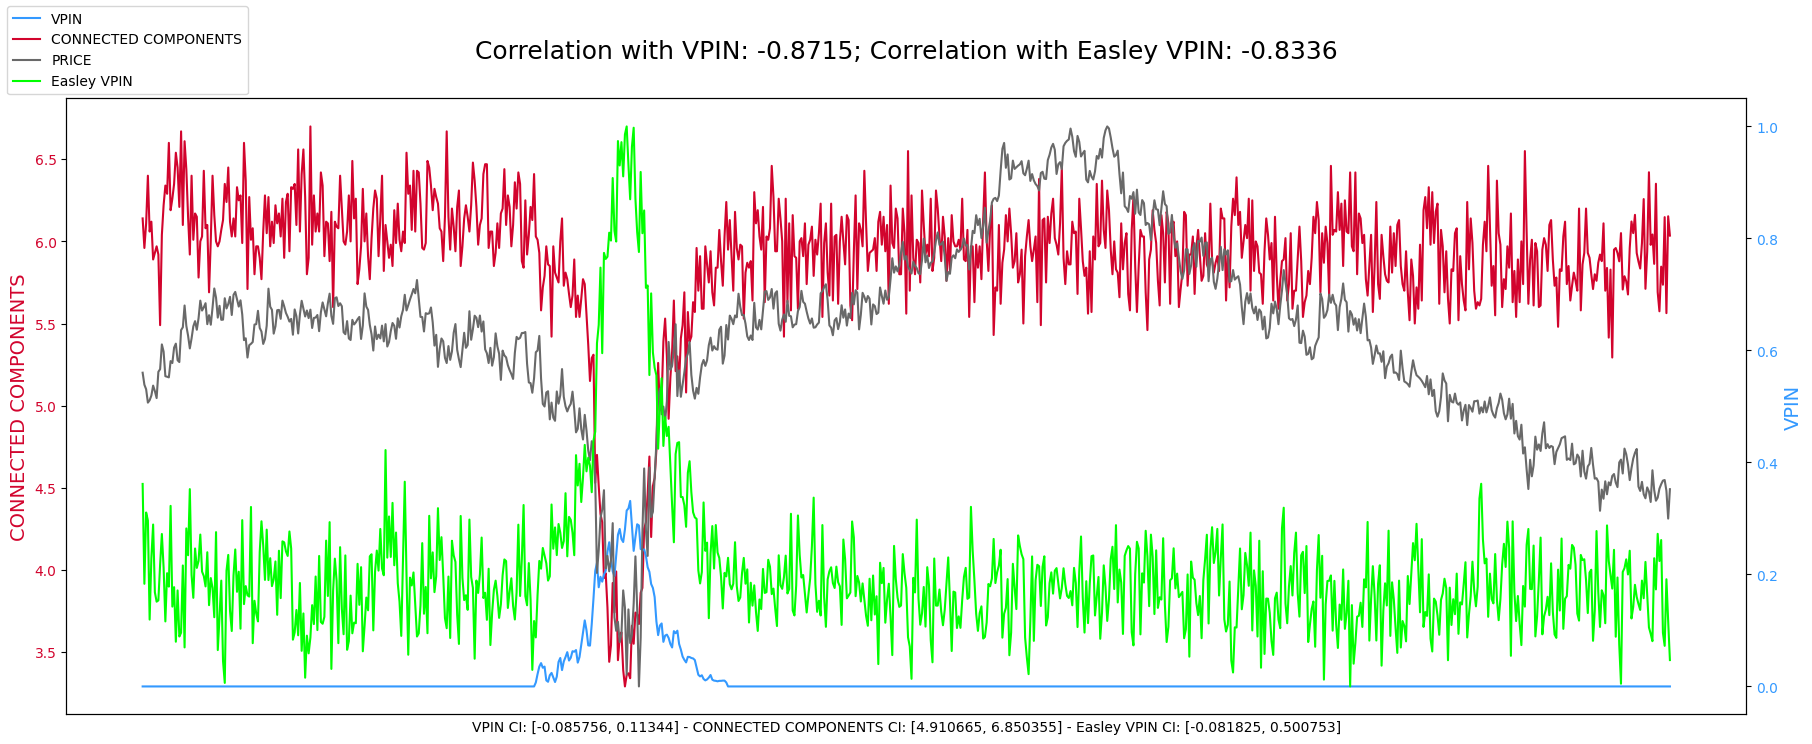 VPIN
CONNECTED COMPONENTS
PRICE
Easley VPIN
Correlation with VPIN: -0.8715; Correlation with Easley VPIN: -0.8336
CONNECTED COMPONENTS
6.5
6.0
5.5
5.0
4.5
4.0
3.5
1.0
0.8
0.6
0.4
0.2
0.0
VPIN
VPIN CI: [-0.085756, 0.11344] - CONNECTED COMPONENTS CI: [4.910665, 6.850355] - Easley VPIN CI: [-0.081825, 0.500753]